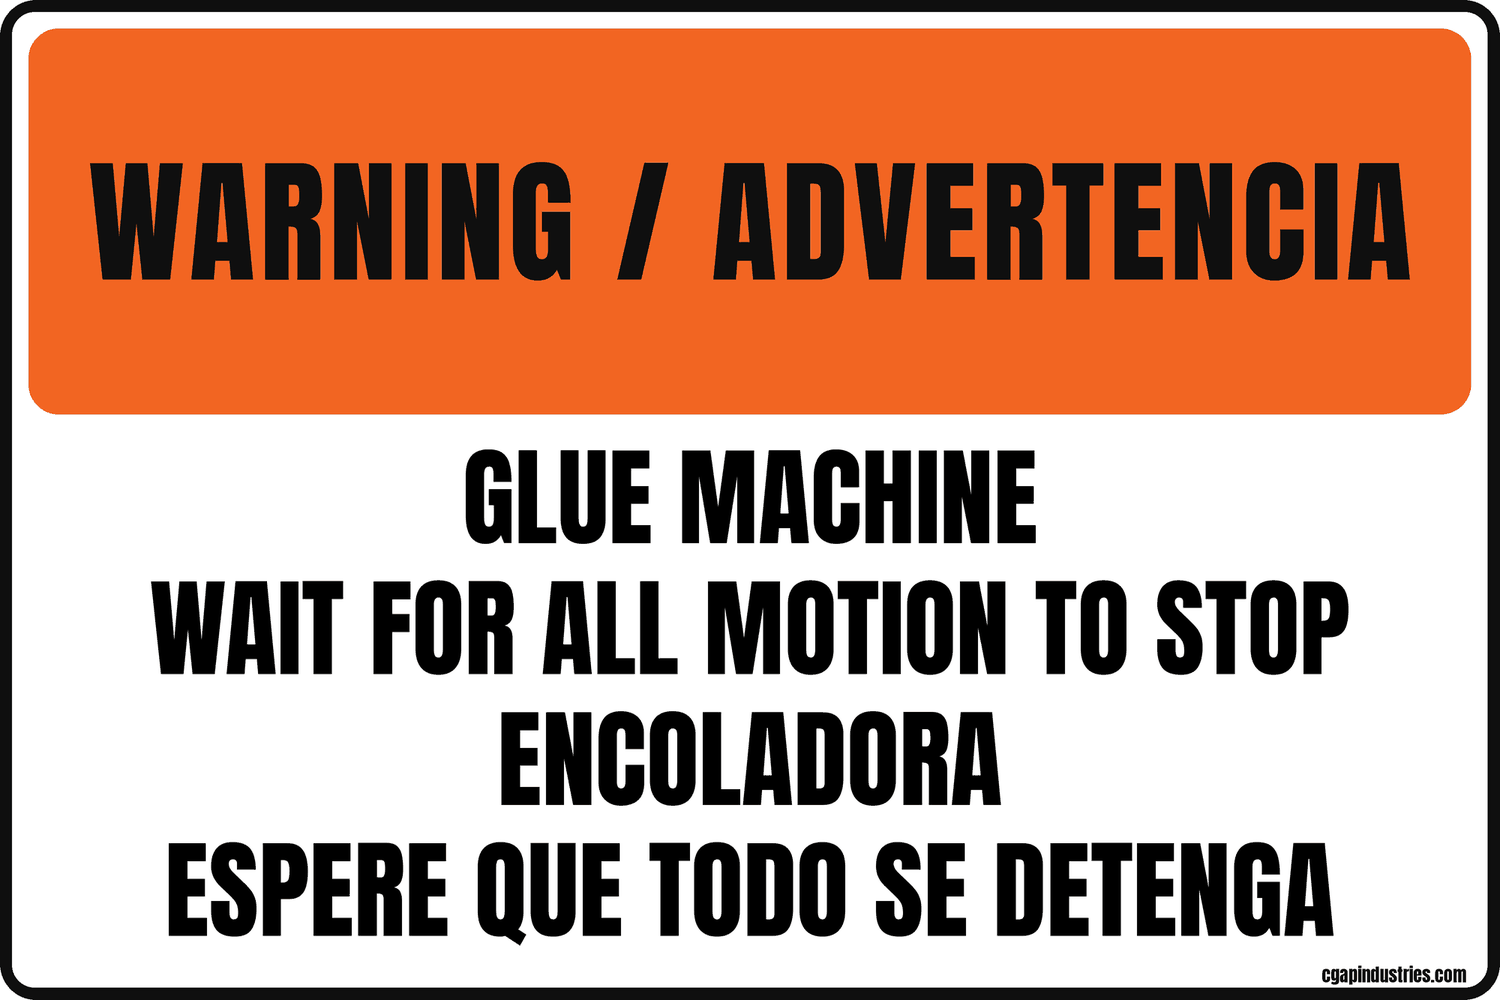 WARNING / ADVERTENCIA
GLUE MACHINE
WAIT FOR ALL MOTION TO STOP
ENCOLADORA
ESPERE QUE TODO SE DETENGA
cgapindustries.com